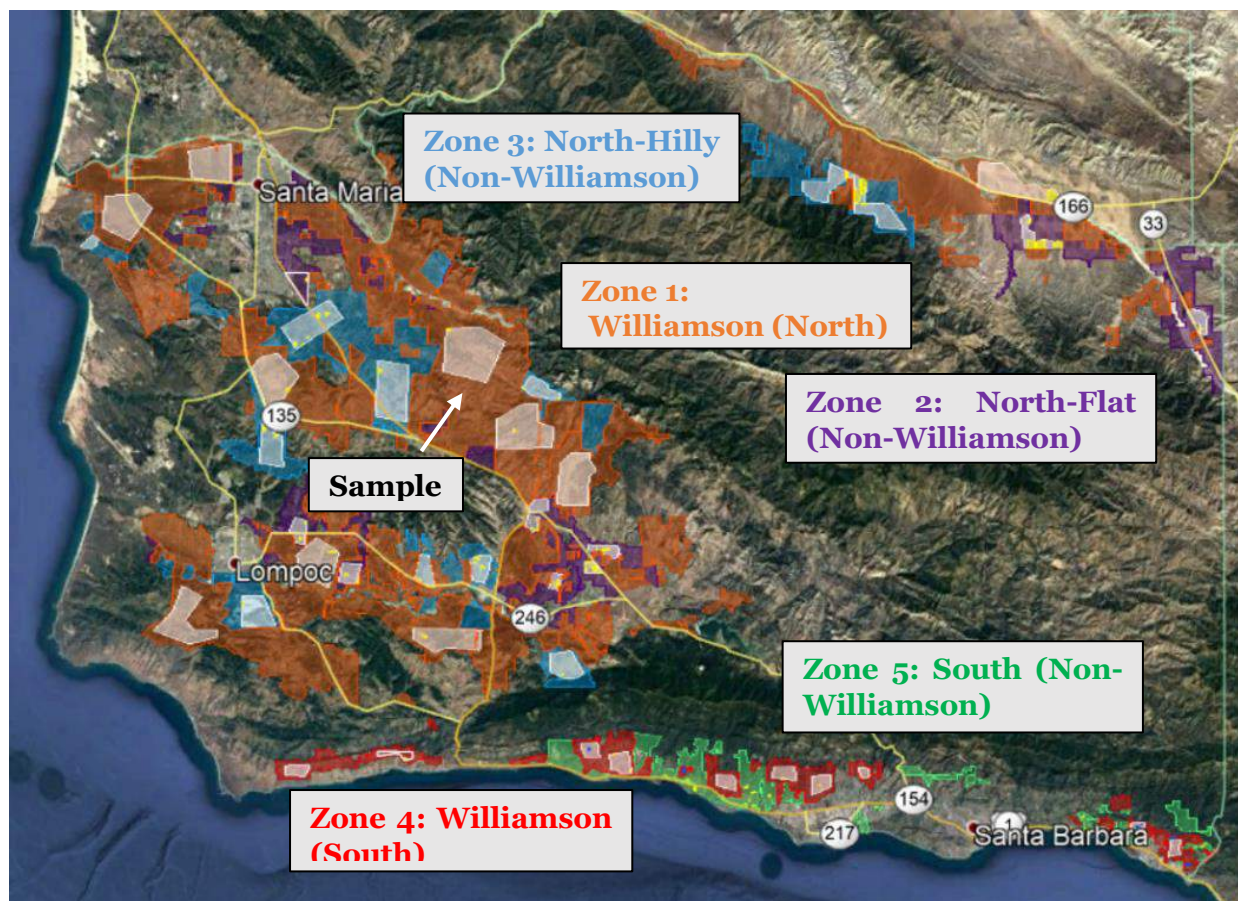 Zone 3: North-Hilly
(Non-Williamson)
Santa Maria
166
33
Zone 1:
Williamson (North)
Zone 2: North-Flat
(Non-Williamson)
135
Sample
Lompoc
246
Zone 5: South (Non-
Williamson)
Zone 4: Williamson
(South)
154
217
1
Santa Barbara